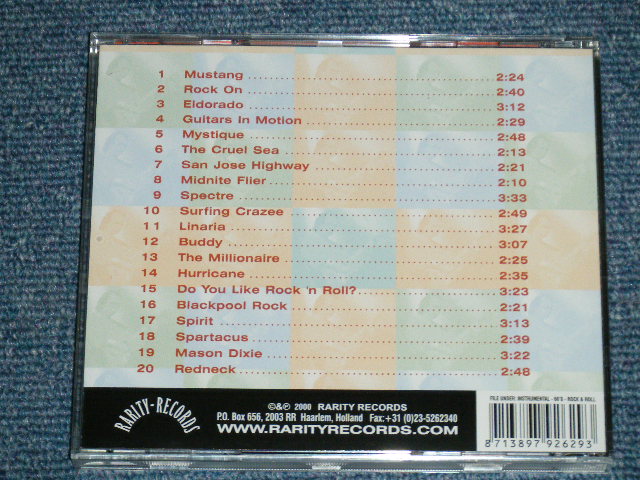 1 Mustang 2:24
2 Rock On 2:40
3 Eldorado 3:12
4 Guitars In Motion 2:29
5 Mystique 2:48
6 The Cruel Sea 2:13
7 San Jose Highway 2:21
8 Midnite Flier 2:10
9 Spectre 3:33
10 Surfing Crazee 2:49
11 Linaria 3:27
12 Buddy 3:07
13 The Millionaire 2:25
14 Hurricane 2:35
15 Do You Like Rock 'n Roll? 3:23
16 Blackpool Rock 2:21
17 Spirit 3:13
18 Spartacus 2:39
19 Mason Dixie 3:22
20 Redneck 2:48
RARITY-RECORDS
©&℗ 2000 RARITY RECORDS
P.O. Box 656, 2003 RR Haarlem, Holland Fax:+31 (0)23-5262340
WWW.RARITYRECORDS.COM
FILE UNDER: INSTRUMENTAL - 60'S - ROCK & ROLL
8713897926293